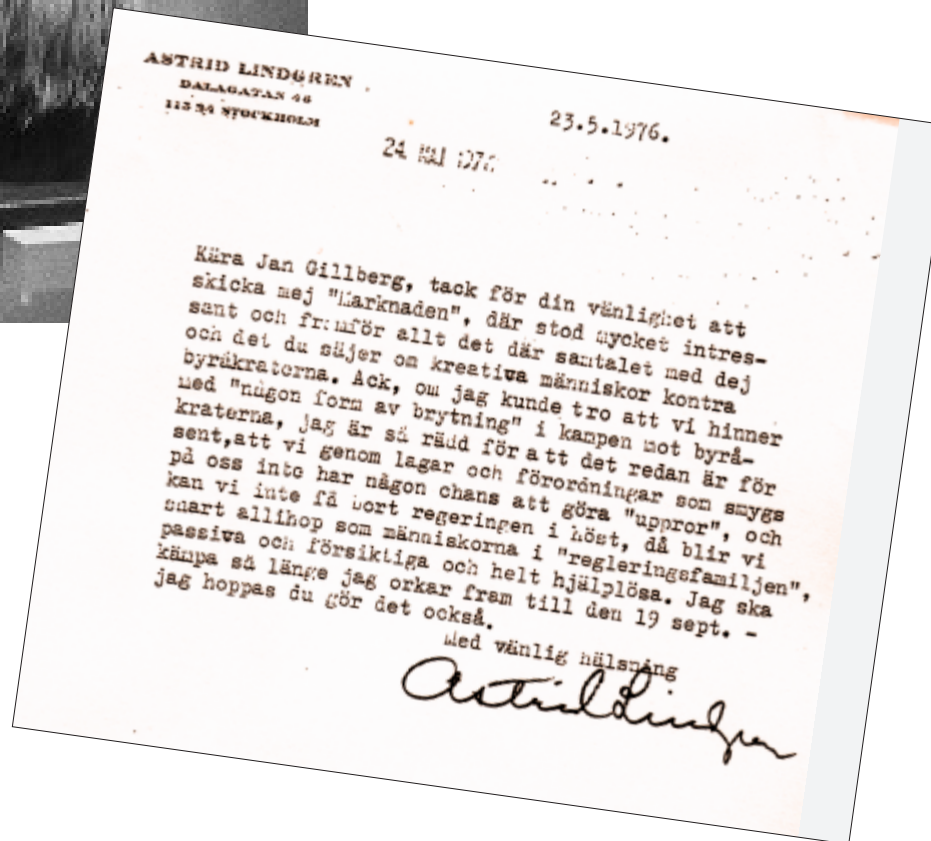 ASTRID LINDGREN
DALAGATAN 46
113 24 STOCKHOLM
23.5.1976.
24 MAJ 1976
Kära Jan Gillberg, tack för din vänlighet att
skicka mej "Marknaden", där stod mycket intres-
sant och framför allt det där samtalet med dej
och det du säjer om kreativa människor kontra
byråkraterna. Ack, om jag kunde tro att vi hinner
med "någon form av brytning" i kampen mot byrå-
kraterna, jag är så rädd för att det redan är för
sent,att vi genom lagar och förordningar som smygs
på oss inte har någon chans att göra "uppror", och
kan vi inte få bort regeringen i höst, då blir vi
snart allihop som människorna i "regleringsfamiljen",
passiva och försiktiga och helt hjälplösa. Jag ska
kämpa så länge jag orkar fram till den 19 sept. -
jag hoppas du gör det också.
Med vänlig hälsning
Astrid Lindgren